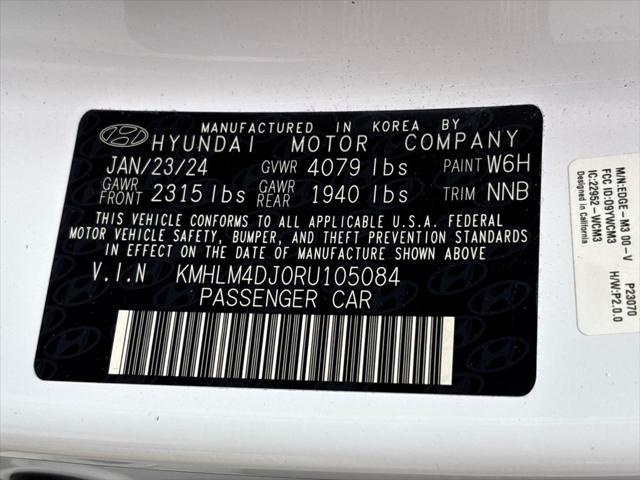 MANUFACTURED IN KOREA BY
HYUNDAI MOTOR COMPANY
JAN/23/24 GVWR 4079 lbs PAINT W6H
GAWR FRONT 2315 lbs GAWR REAR 1940 lbs TRIM NNB
THIS VEHICLE CONFORMS TO ALL APPLICABLE U.S.A. FEDERAL
MOTOR VEHICLE SAFETY, BUMPER, AND THEFT PREVENTION STANDARDS
IN EFFECT ON THE DATE OF MANUFACTURE SHOWN ABOVE
V.I.N KMHLM4DJ0RU105084
PASSENGER CAR
M/N:EDGE-M3 00-V P23070
FCC ID:O9YWCM3
IC:22952-WCM3 H/W:P2.0.0
Designed in California